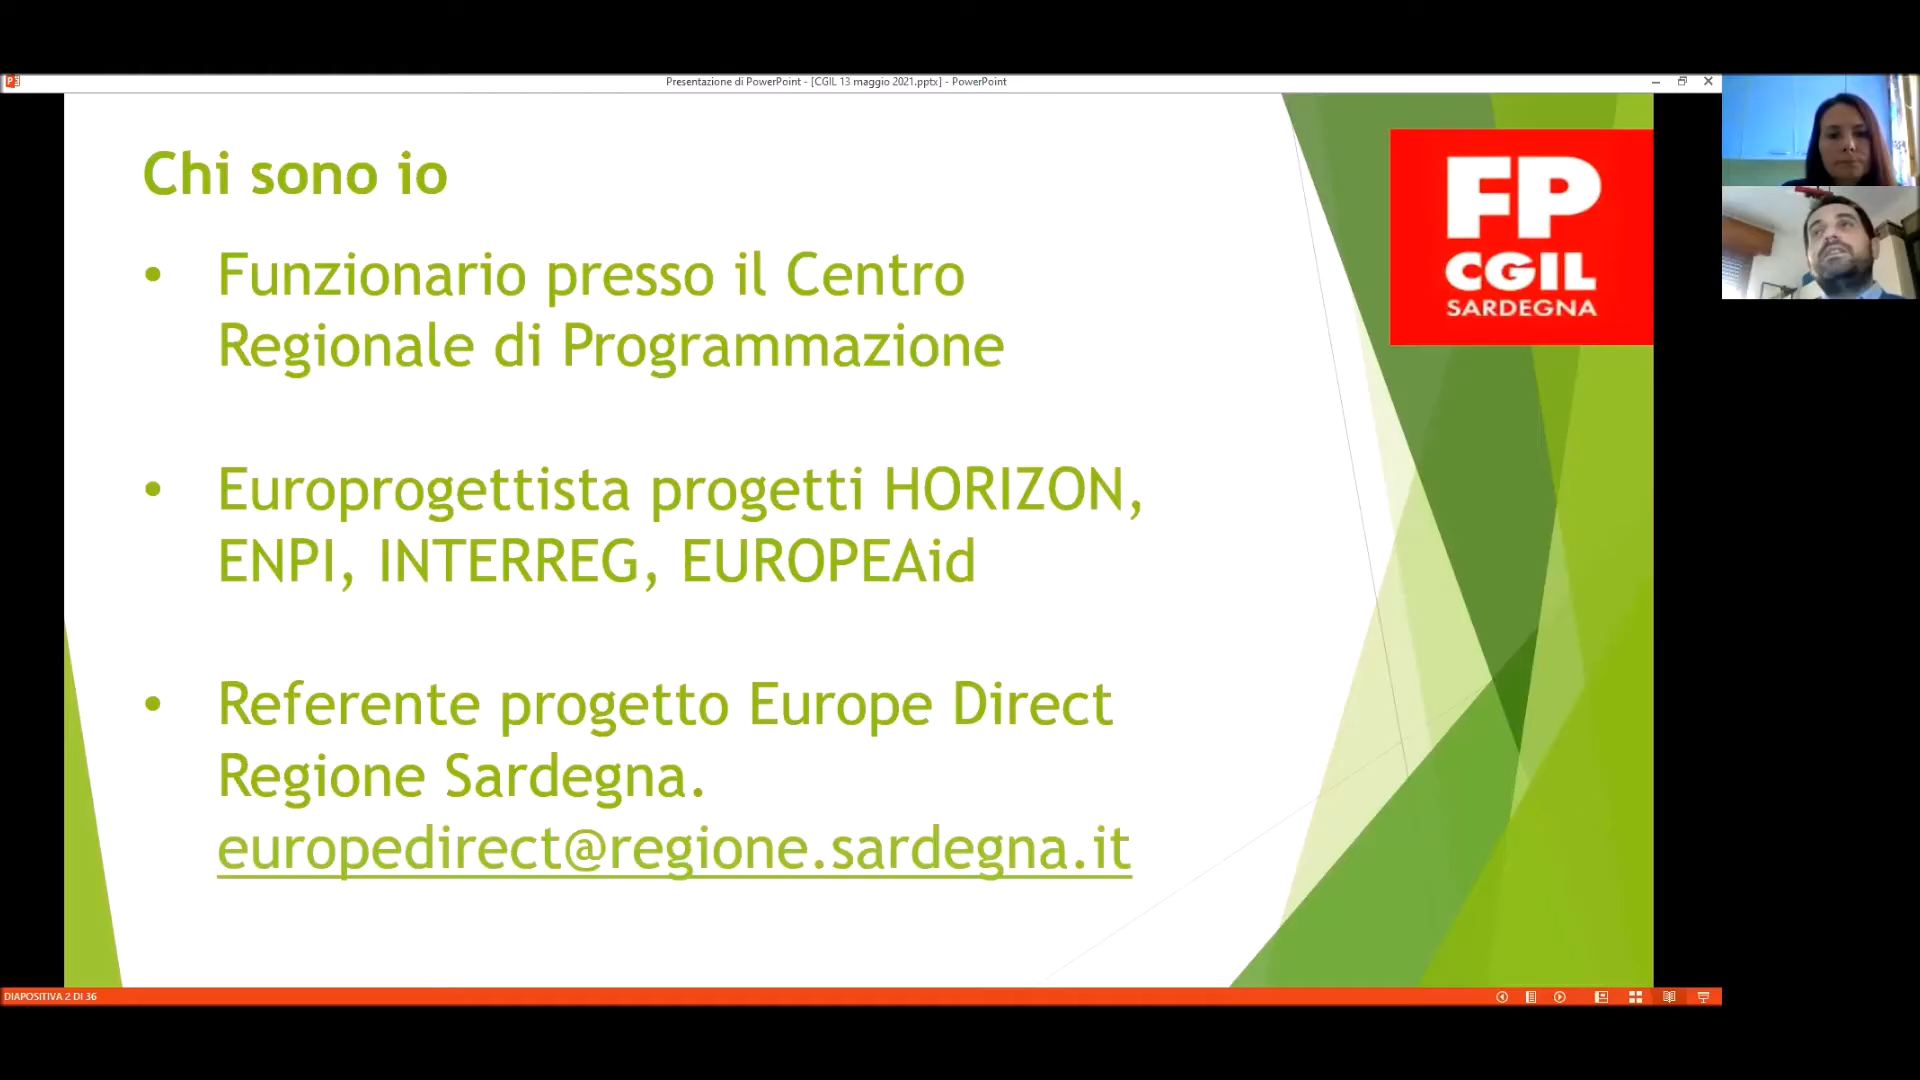 Presentazione di PowerPoint - [CGIL 13 maggio 2021.pptx] - PowerPoint
Chi sono io
• Funzionario presso il Centro
Regionale di Programmazione
• Europrogettista progetti HORIZON,
ENPI, INTERREG, EUROPEAid
• Referente progetto Europe Direct
Regione Sardegna.
europedirect@regione.sardegna.it
FP
CGIL
SARDEGNA
DIAPOSITIVA 2 DI 36